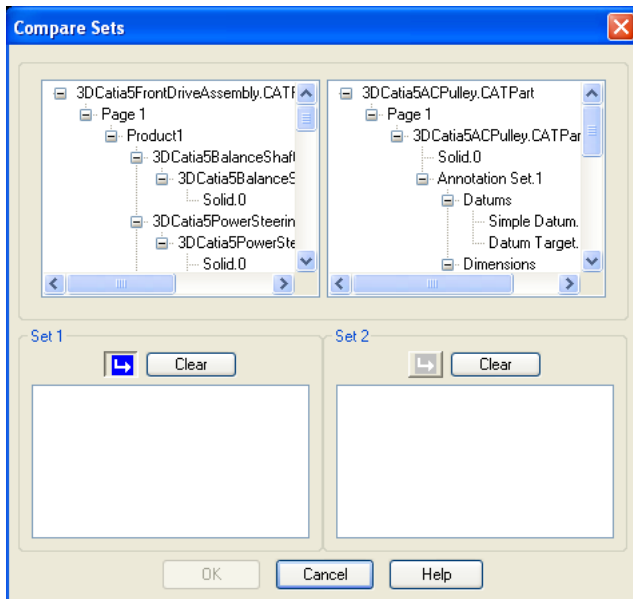 Compare Sets
3DCatia5FrontDriveAssembly.CATF
Page 1
Product1
3DCatia5BalanceShaft
3DCatia5BalanceS
Solid.0
3DCatia5PowerSteerin
3DCatia5PowerSte
Solid.0
3DCatia5ACPulley.CATPart
Page 1
3DCatia5ACPulley.CATPar
Solid.0
Annotation Set.1
Datums
Simple Datum.
Datum Target.
Dimensions
Set 1
Clear
Set 2
Clear
OK
Cancel
Help